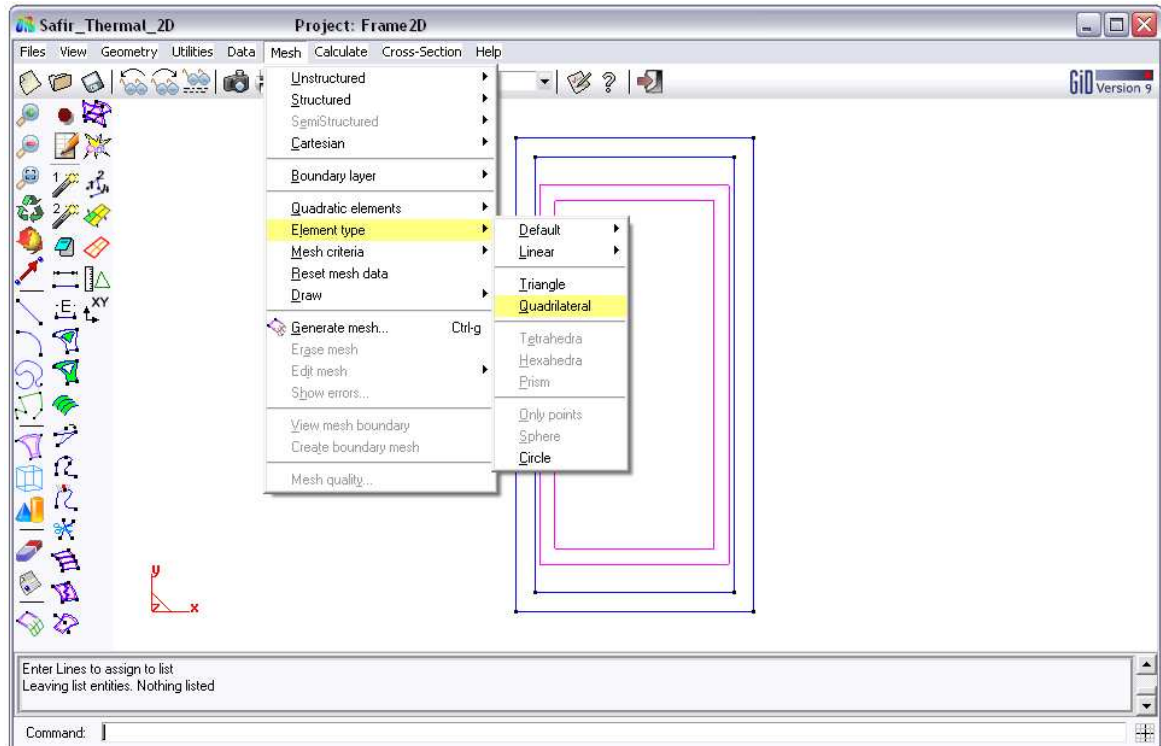 Safir_Thermal_2D Project: Frame2D
Files View Geometry Utilities Data Mesh Calculate Cross-Section Help
GiD Version 9
Unstructured
Structured
SemiStructured
Cartesian
Boundary layer
Quadratic elements
Element type
Mesh criteria
Reset mesh data
Draw
Generate mesh... Ctrl-g
Erase mesh
Edit mesh
Show errors...
View mesh boundary
Create boundary mesh
Mesh quality...
Default
Linear
Triangle
Quadrilateral
Tetrahedra
Hexahedra
Prism
Only points
Sphere
Circle
1
2
2
E
XY
y
z x
Enter Lines to assign to list
Leaving list entities. Nothing listed
Command: